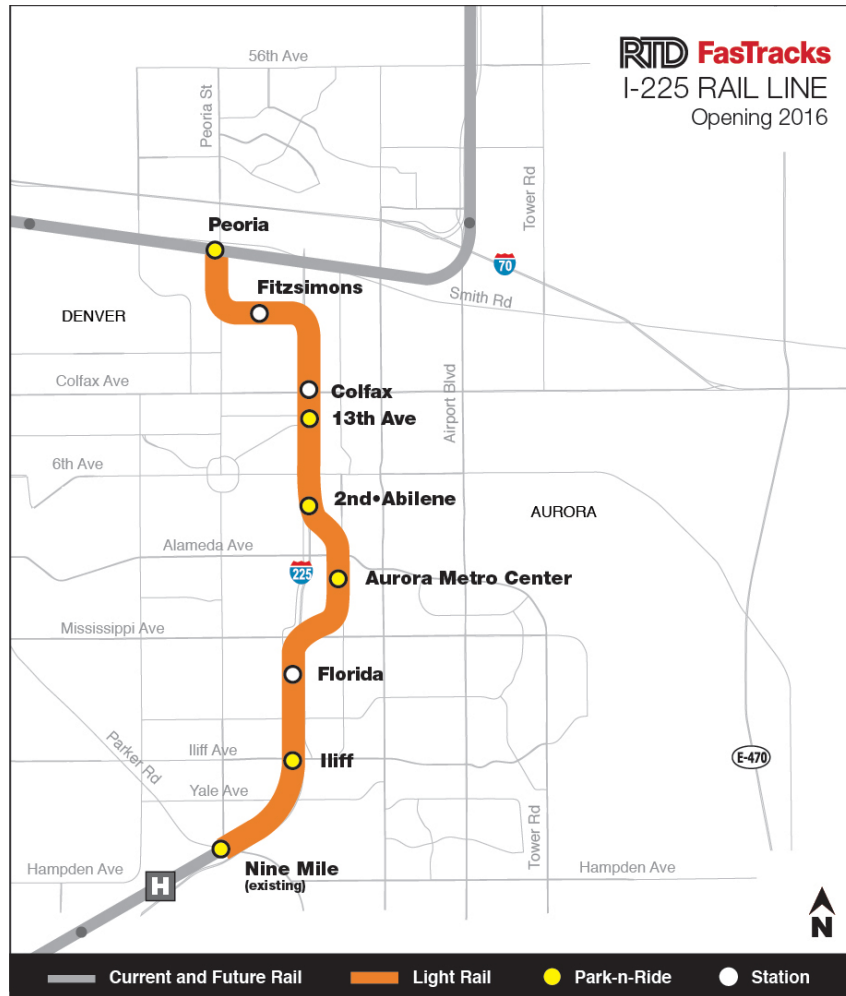 56th Ave
RTD FasTracks
I-225 RAIL LINE
Opening 2016
Peoria St
Tower Rd
Peoria
70
Fitzsimons
Smith Rd
DENVER
Colfax Ave
Colfax
Airport Blvd
13th Ave
6th Ave
2nd•Abilene
AURORA
Alameda Ave
225
Aurora Metro Center
Mississippi Ave
Florida
Parker Rd
Iliff Ave
Iliff
E-470
Yale Ave
Tower Rd
Hampden Ave
Nine Mile
(existing)
Hampden Ave
H
N
Current and Future Rail
Light Rail
Park-n-Ride
Station